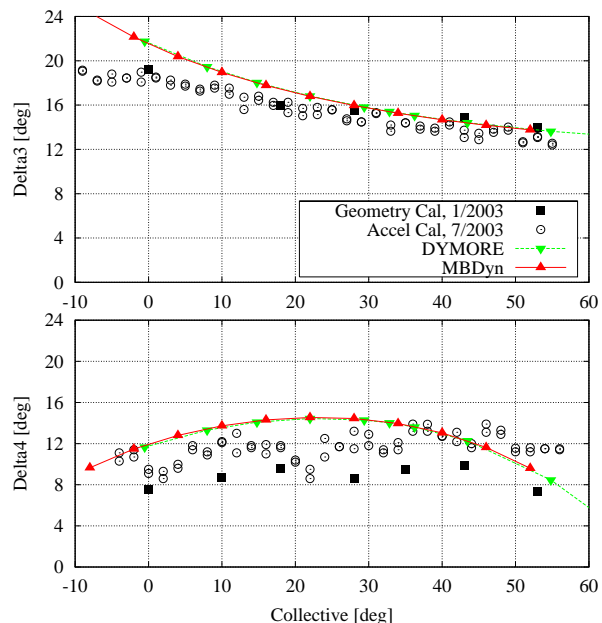 24
20
16
12
8
4
0
Delta3 [deg]
Geometry Cal, 1/2003
Accel Cal, 7/2003
DYMORE
MBDyn
-10 0 10 20 30 40 50 60
24
20
16
12
8
4
0
Delta4 [deg]
-10 0 10 20 30 40 50 60
Collective [deg]